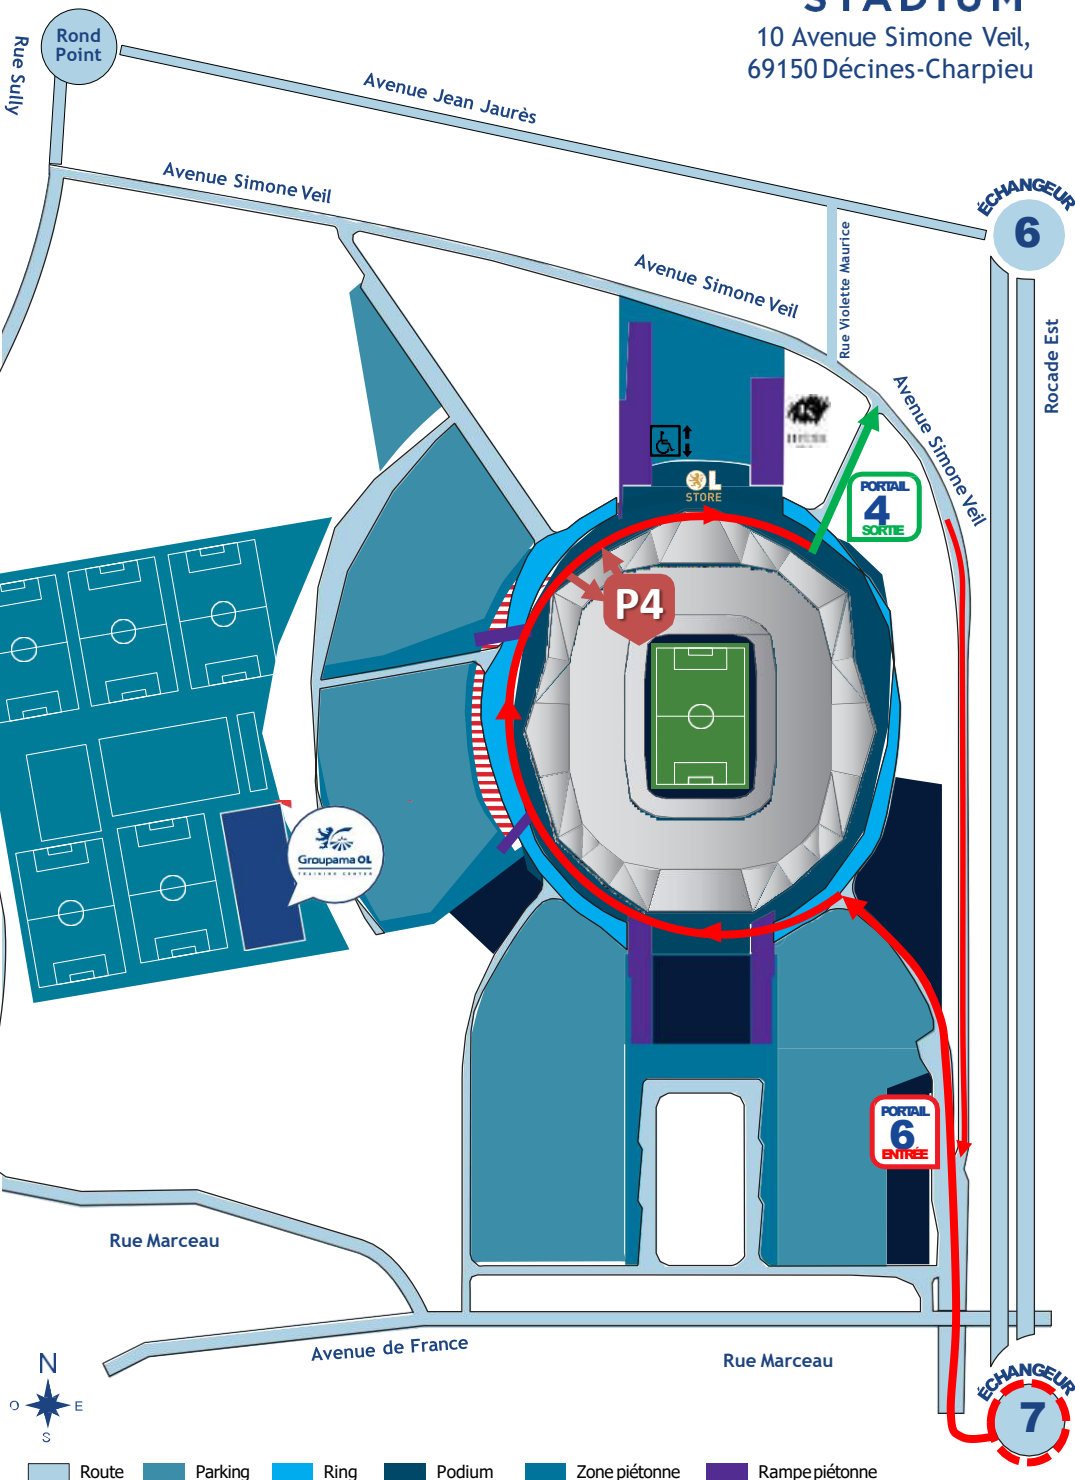 STADIUM
10 Avenue Simone Veil,
69150 Décines-Charpieu
Rond
Point
Rue Sully
Avenue Jean Jaurès
Avenue Simone Veil
ÉCHANGEUR
6
Avenue Simone Veil
Rue Violette Maurice
Rocade Est
Avenue Simone Veil
OL
STORE
PORTAIL
4
SORTIE
P4
Groupama OL
TRAINING CENTER
PORTAIL
6
ENTRÉE
Rue Marceau
Avenue de France
Rue Marceau
ÉCHANGEUR
7
N
O
E
S
Route
Parking
Ring
Podium
Zone piétonne
Rampe piétonne